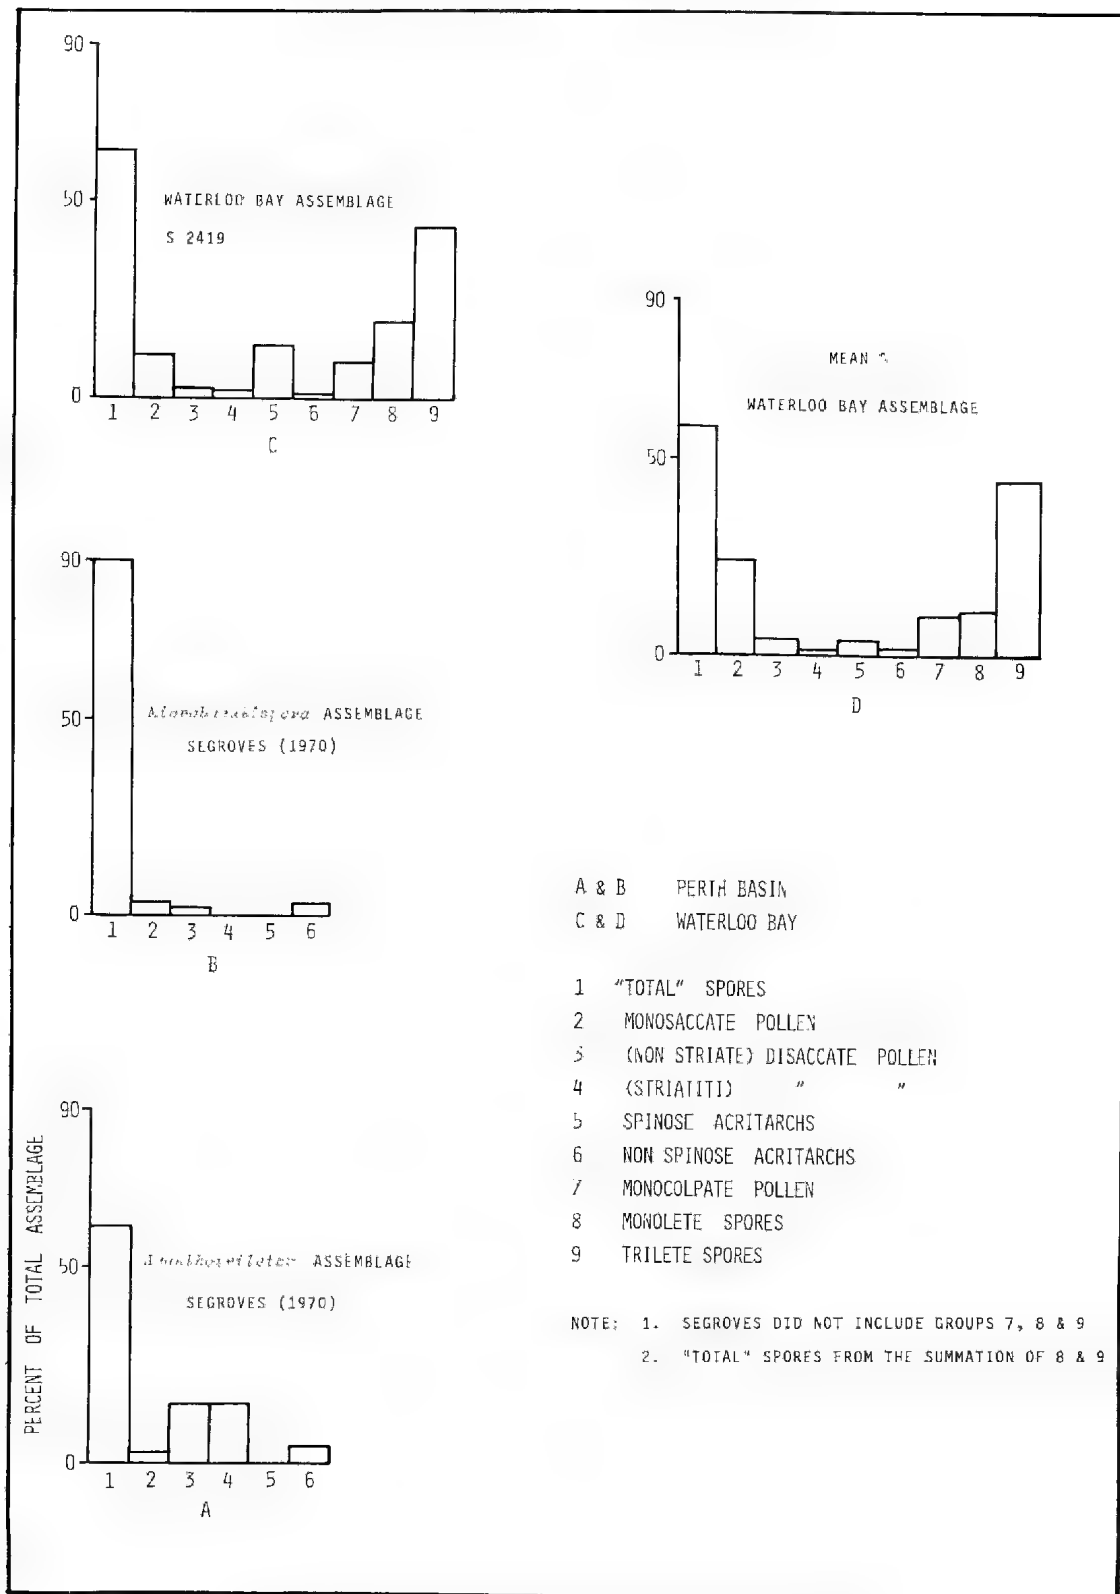 90
50
0
WATERLOO BAY ASSEMBLAGE
S 2419
1 2 3 4 5 6 7 8 9
C
90
50
0
MEAN %
WATERLOO BAY ASSEMBLAGE
1 2 3 4 5 6 7 8 9
D
90
50
0
ASSEMBLAGE
SEGROVES (1970)
1 2 3 4 5 6
B
A & B PERTH BASIN
C & D WATERLOO BAY
1 "TOTAL" SPORES
2 MONOSACCATE POLLEN
3 (NON STRIATE) DISACCATE POLLEN
4 (STRIATITI) " "
5 SPINOSE ACRITARCHS
6 NON SPINOSE ACRITARCHS
7 MONOCOLPATE POLLEN
8 MONOLETE SPORES
9 TRILETE SPORES
NOTE: 1. SEGROVES DID NOT INCLUDE GROUPS 7, 8 & 9
2. "TOTAL" SPORES FROM THE SUMMATION OF 8 & 9
PERCENT OF TOTAL ASSEMBLAGE
90
50
0
ASSEMBLAGE
SEGROVES (1970)
1 2 3 4 5 6
A